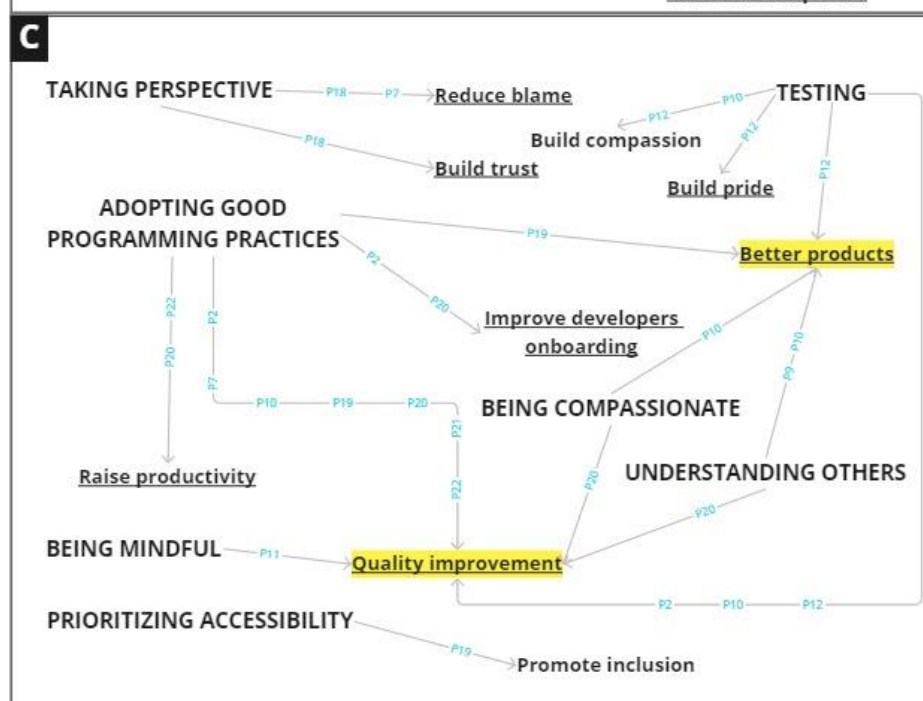 C
TAKING PERSPECTIVE
P18
P7
Reduce blame
TESTING
P10
P12
Build compassion
P12
Build pride
P12
P18
Build trust
ADOPTING GOOD
PROGRAMMING PRACTICES
P19
Better products
P2
P20
Improve developers
onboarding
P22
P20
P2
P7
P10
P19
P20
P21
P22
P10
P9
P10
BEING COMPASSIONATE
UNDERSTANDING OTHERS
P20
P20
Raise productivity
BEING MINDFUL
P11
Quality improvement
P2
P10
P12
PRIORITIZING ACCESSIBILITY
P19
Promote inclusion